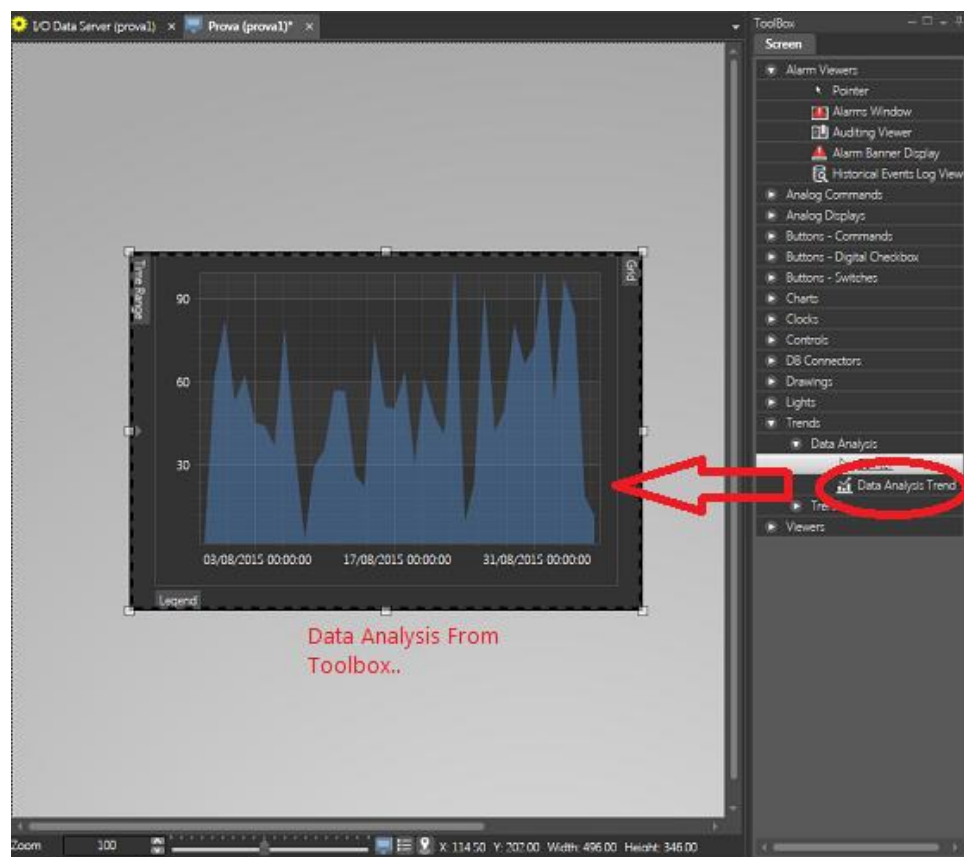 I/O Data Server (prova1) × Prova (prova1)* ×
ToolBox
Screen
Alarm Viewers
Pointer
Alarms Window
Auditing Viewer
Alarm Banner Display
Historical Events Log View
Analog Commands
Analog Displays
Buttons - Commands
Buttons - Digital Checkbox
Buttons - Switches
Charts
Clocks
Controls
DB Connectors
Drawings
Lights
Trends
Data Analysis
Data Analysis Trend
Viewers
Time Range
Grid
90
60
30
03/08/2015 00:00:00 17/08/2015 00:00:00 31/08/2015 00:00:00
Legend
Data Analysis From
Toolbox..
Zoom 100 X: 114.50 Y: 202.00 Width: 496.00 Height: 346.00